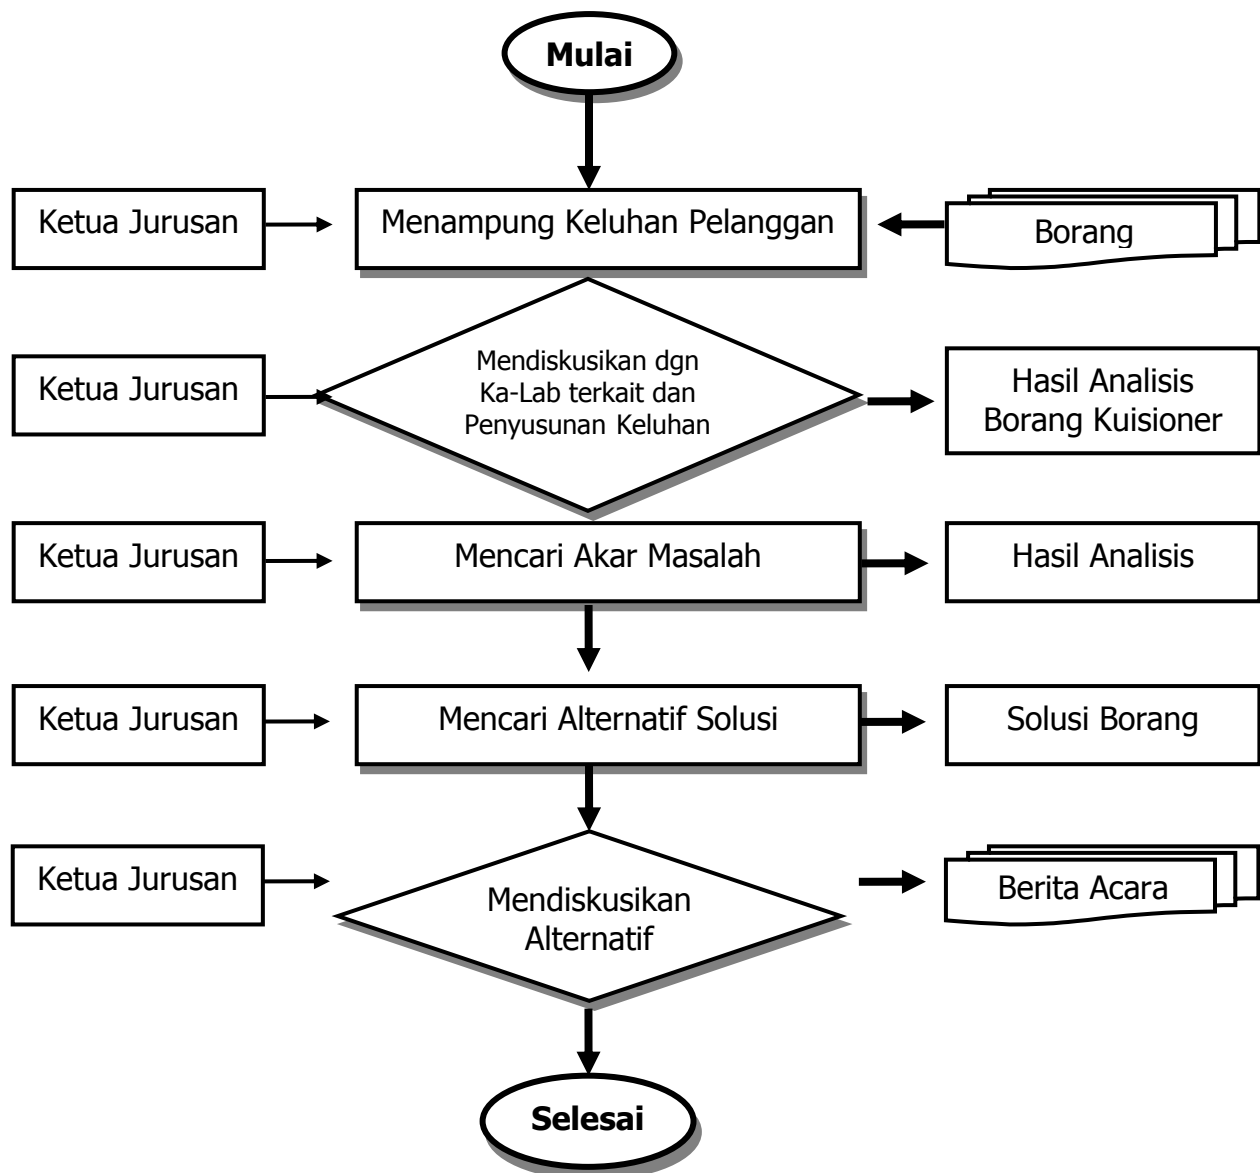 Mulai
Ketua Jurusan
Menampung Keluhan Pelanggan
Borang
Ketua Jurusan
Mendiskusikan dgn
Ka-Lab terkait dan
Penyusunan Keluhan
Hasil Analisis
Borang Kuisioner
Ketua Jurusan
Mencari Akar Masalah
Hasil Analisis
Ketua Jurusan
Mencari Alternatif Solusi
Solusi Borang
Ketua Jurusan
Mendiskusikan
Alternatif
Berita Acara
Selesai